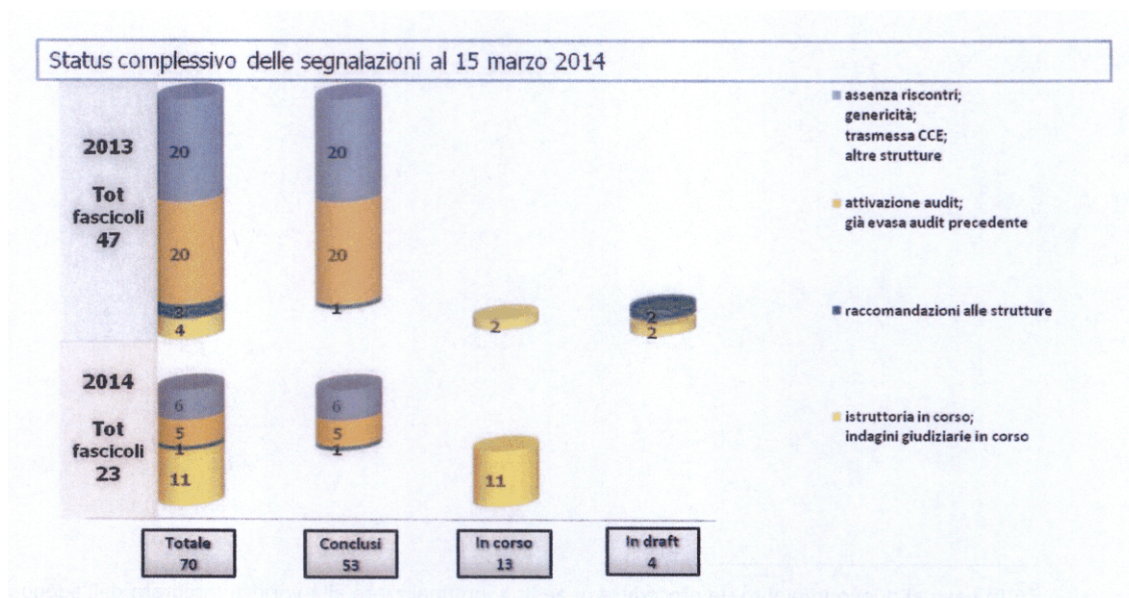 Status complessivo delle segnalazioni al 15 marzo 2014
2013
Tot
fascicoli
47
20
20
3
4
20
20
1
2
2
2
assenza riscontri;
genericità;
trasmessa CCE;
altre strutture
attivazione audit;
già evasa audit precedente
raccomandazioni alle strutture
istruttoria in corso;
indagini giudiziarie in corso
2014
Tot
fascicoli
23
6
5
1
11
6
5
1
11
Totale
70
Conclusi
53
In corso
13
In draft
4